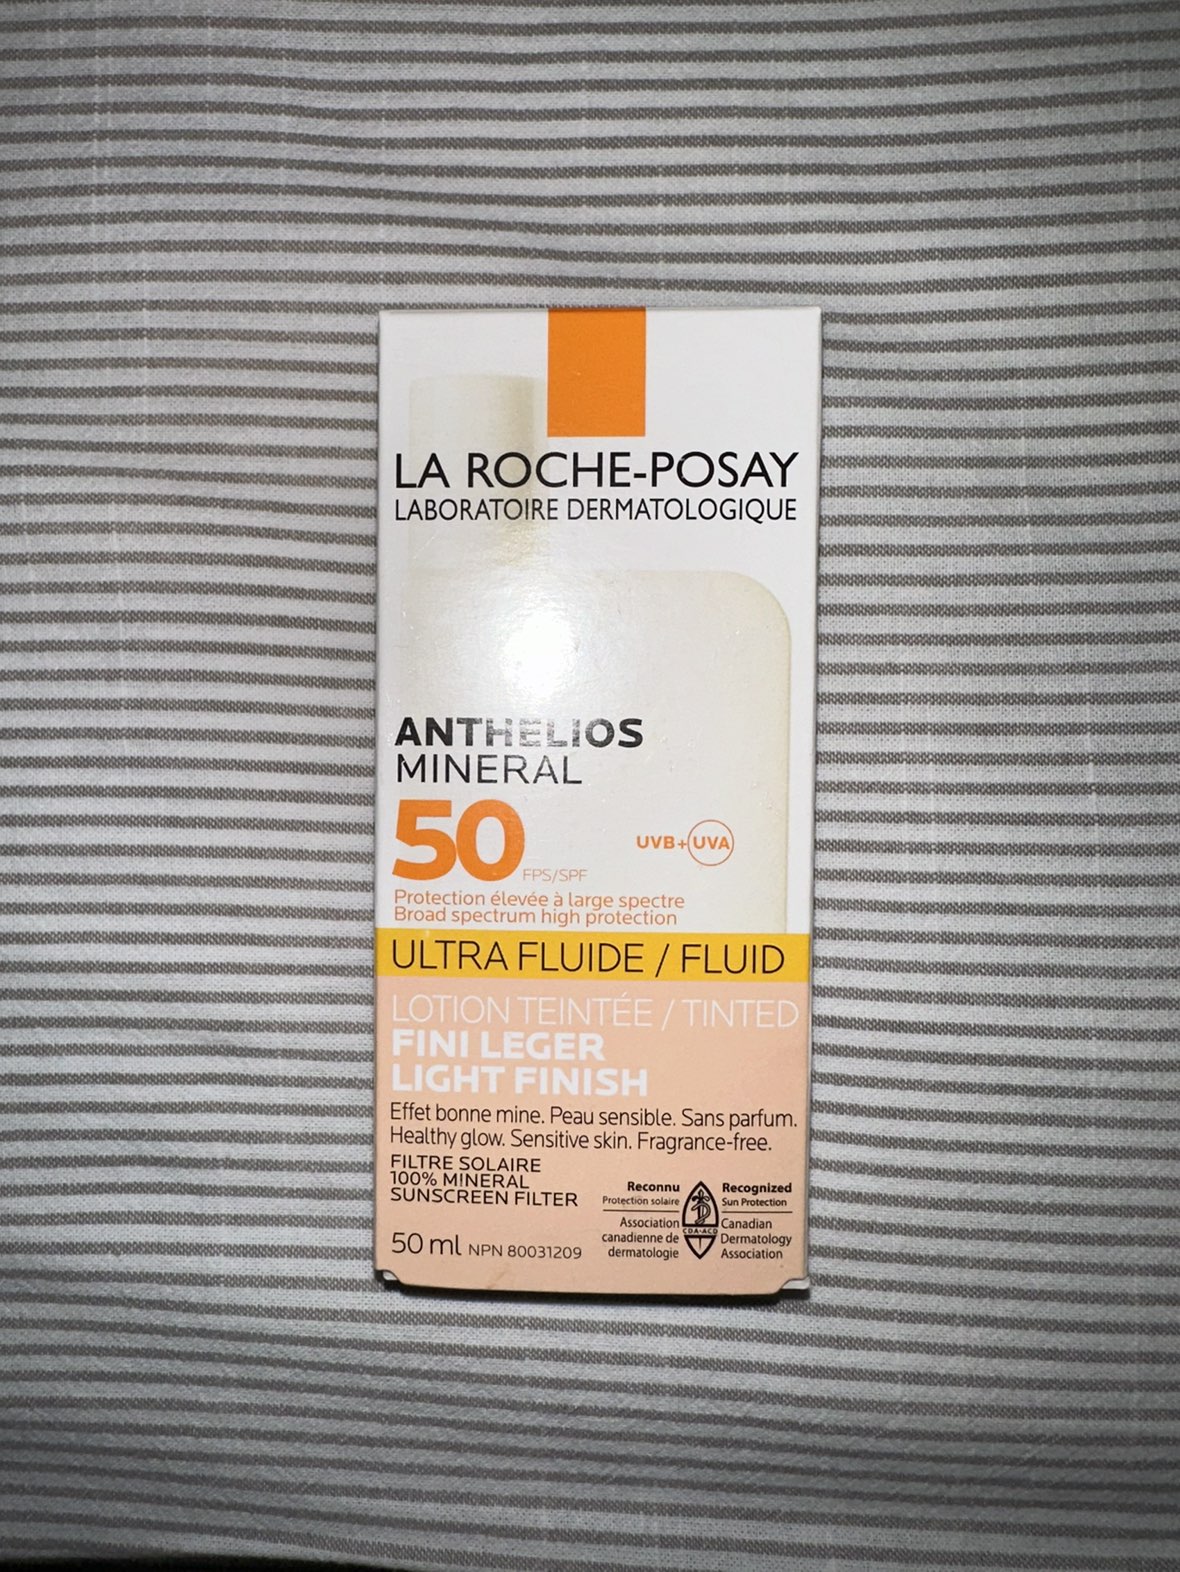 LA ROCHE-POSAY
LABORATOIRE DERMATOLOGIQUE
ANTHELIOS
MINERAL
50 FPS/SPF
UVB+UVA
Protection élevée à large spectre
Broad spectrum high protection
ULTRA FLUIDE / FLUID
LOTION TEINTÉE / TINTED
FINI LEGER
LIGHT FINISH
Effet bonne mine. Peau sensible. Sans parfum.
Healthy glow. Sensitive skin. Fragrance-free.
FILTRE SOLAIRE
100% MINERAL
SUNSCREEN FILTER
50 ml NPN 80031209
Reconnu
Protection solaire
Association
canadienne de
dermatologie
CDA-ACD
Recognized
Sun Protection
Canadian
Dermatology
Association